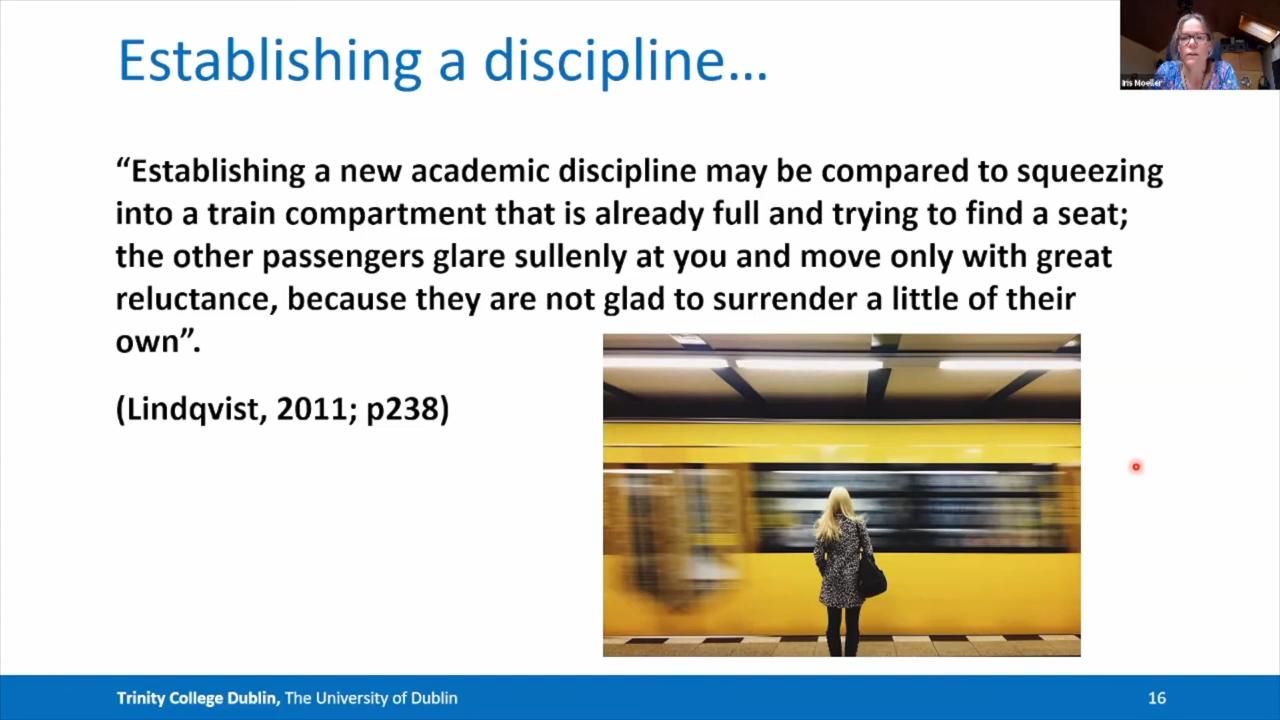 Establishing a discipline...
Iris Moeller
“Establishing a new academic discipline may be compared to squeezing
into a train compartment that is already full and trying to find a seat;
the other passengers glare sullenly at you and move only with great
reluctance, because they are not glad to surrender a little of their
own”.
(Lindqvist, 2011; p238)
Trinity College Dublin, The University of Dublin
16